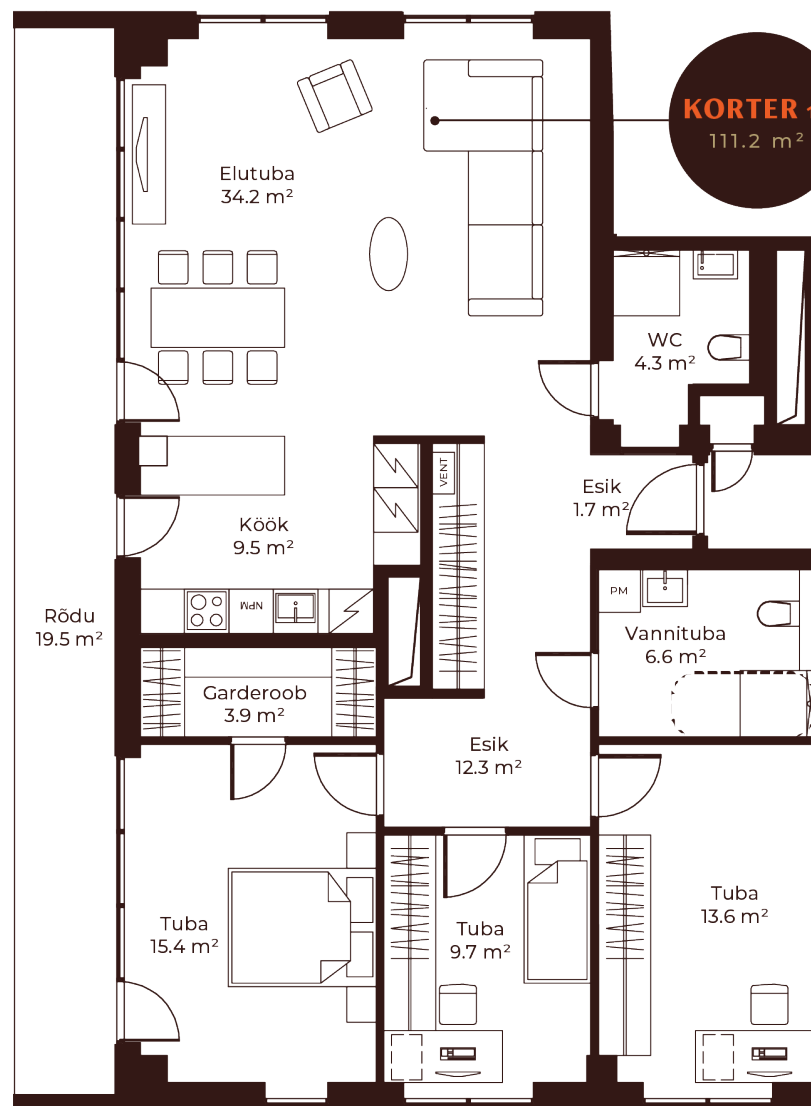 KORTER
111.2 m²
Elutuba
34.2 m²
WC
4.3 m²
VENT
Esik
1.7 m²
Köök
9.5 m²
NPM
PM
Rõdu
19.5 m²
Vannituba
6.6 m²
Garderoob
3.9 m²
Esik
12.3 m²
Tuba
15.4 m²
Tuba
9.7 m²
Tuba
13.6 m²